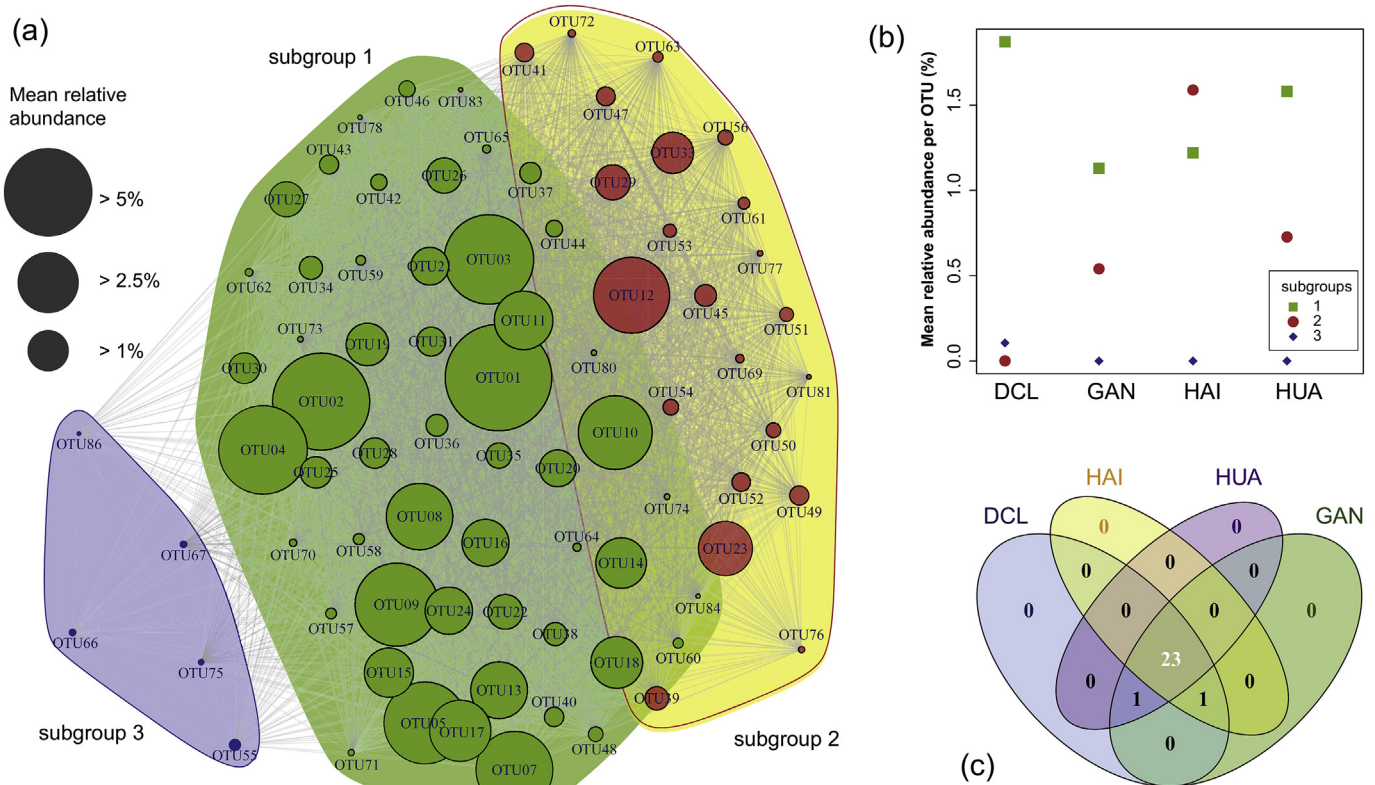 (a)
subgroup 1
Mean relative
abundance
> 5%
> 2.5%
> 1%
OTU72
OTU63
OTU41
OTU46
OTU83
OTU47
OTU78
OTU56
OTU65
OTU43
OTU33
OTU26
OTU37
OTU29
OTU27
OTU42
OTU61
OTU44
OTU53
OTU03
OTU21
OTU59
OTU77
OTU62
OTU34
OTU12
OTU45
OTU11
OTU51
OTU73
OTU19
OTU31
OTU80
OTU69
OTU30
OTU01
OTU81
OTU02
OTU54
OTU86
OTU36
OTU10
OTU50
OTU04
OTU28
OTU35
OTU25
OTU20
OTU52
OTU74
OTU49
OTU08
OTU16
OTU64
OTU67
OTU70
OTU58
OTU14
OTU23
OTU09
OTU24
OTU22
OTU84
OTU57
OTU38
OTU76
OTU66
OTU60
OTU75
OTU15
OTU18
OTU13
OTU39
OTU40
OTU05
OTU17
subgroup 3
subgroup 2
OTU55
OTU48
OTU71
OTU07
(b)
Mean relative abundance per OTU (%)
1.5
1.0
0.5
0.0
subgroups
1
2
3
DCL GAN HAI HUA
HAI HUA
DCL GAN
0 0
0 0 0
0 0 0 0
23
0 0
1 1
0
(c)